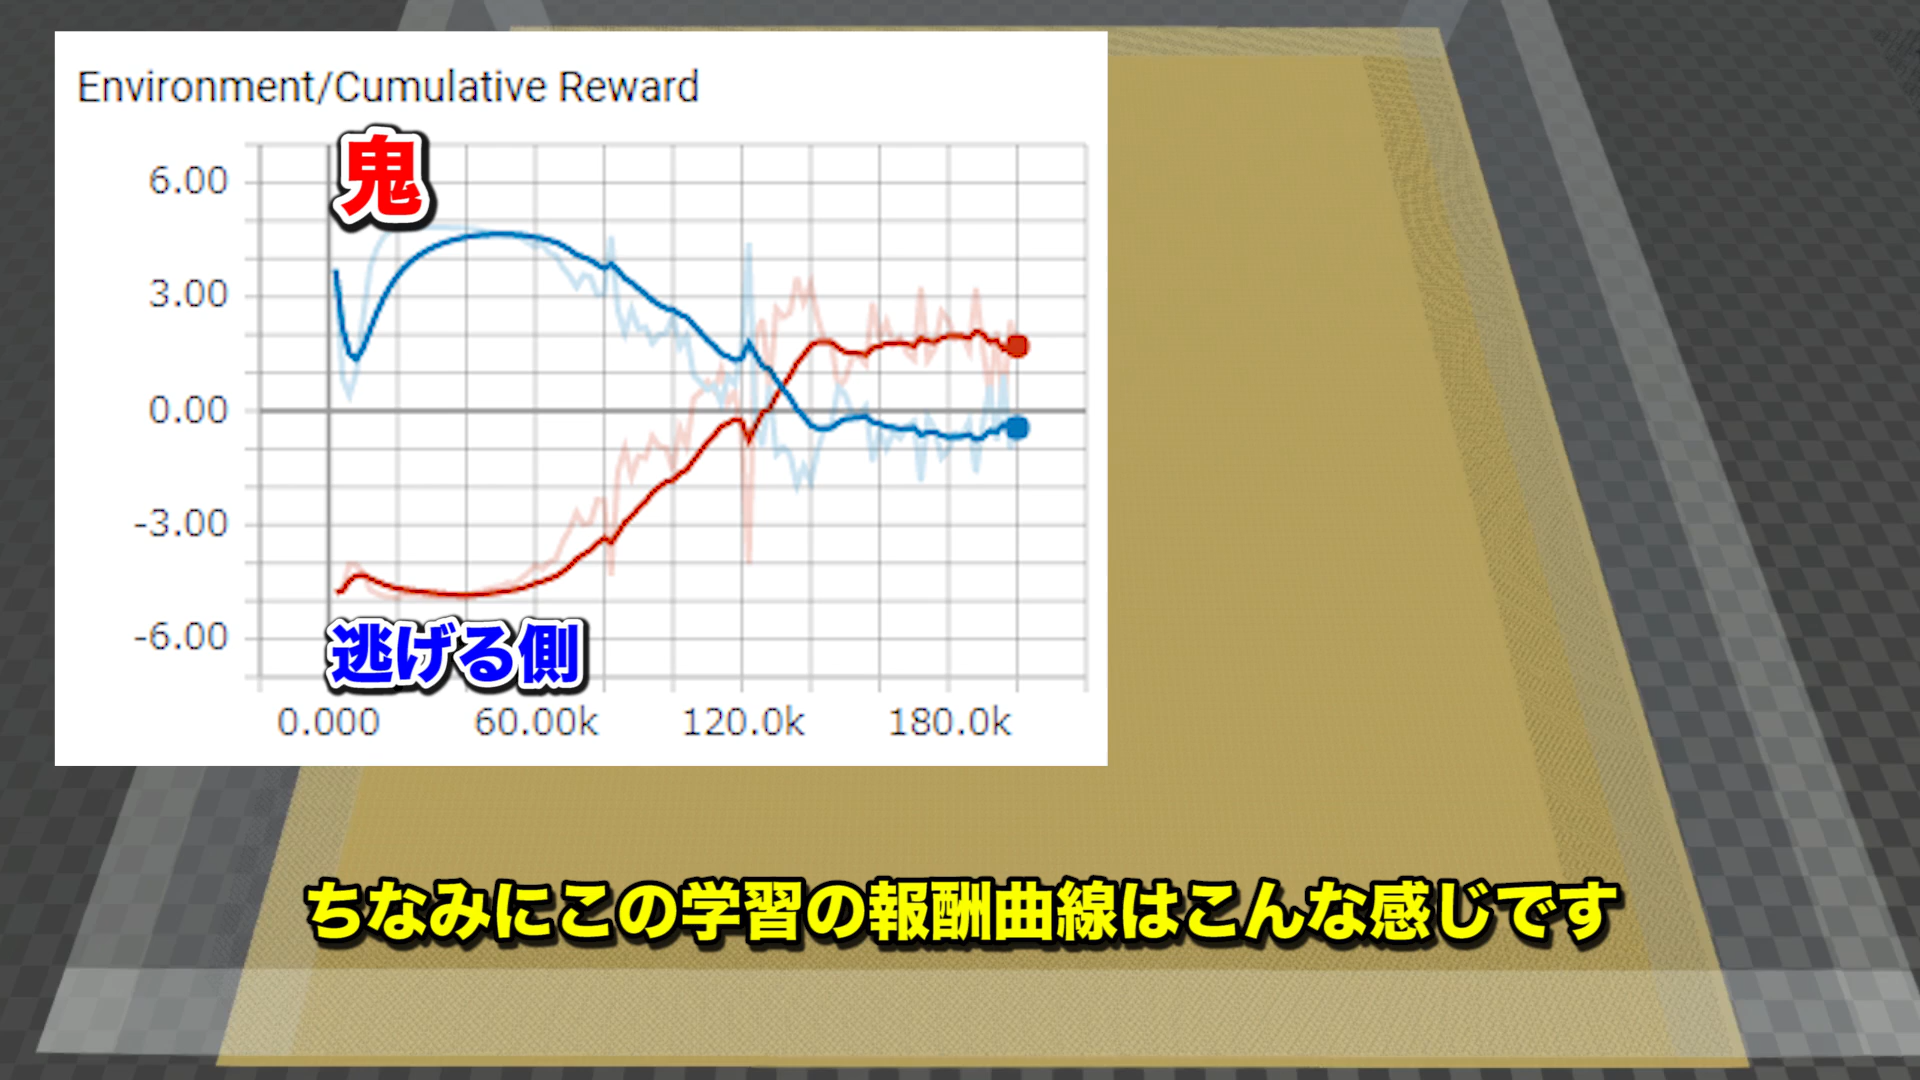 Environment/Cumulative Reward
鬼
6.00
3.00
0.00
-3.00
-6.00
逃げる側
0.000 60.00k 120.0k 180.0k
ちなみにこの学習の報酬曲線はこんな感じです